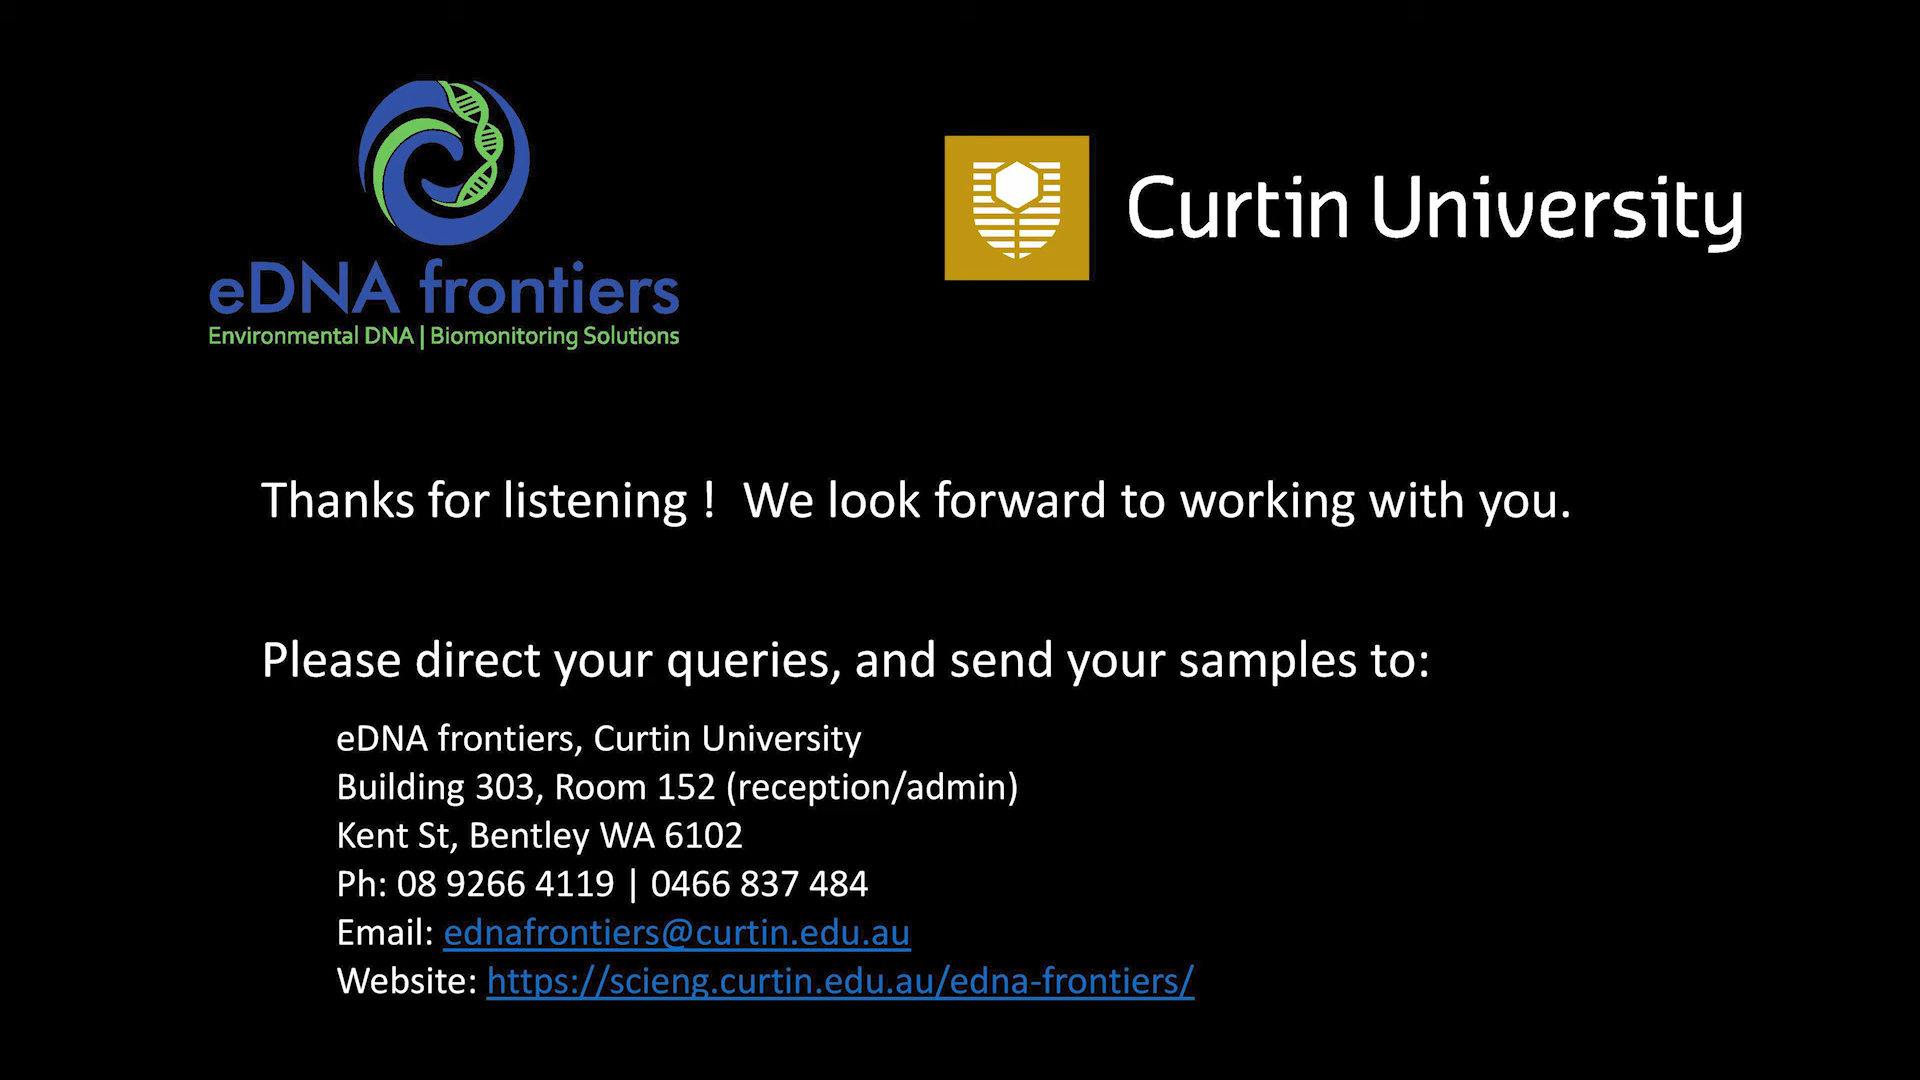 eDNA frontiers
Environmental DNA | Biomonitoring Solutions
Curtin University
Thanks for listening !  We look forward to working with you.
Please direct your queries, and send your samples to:
eDNA frontiers, Curtin University
Building 303, Room 152 (reception/admin)
Kent St, Bentley WA 6102
Ph: 08 9266 4119 | 0466 837 484
Email: ednafrontiers@curtin.edu.au
Website: https://scieng.curtin.edu.au/edna-frontiers/